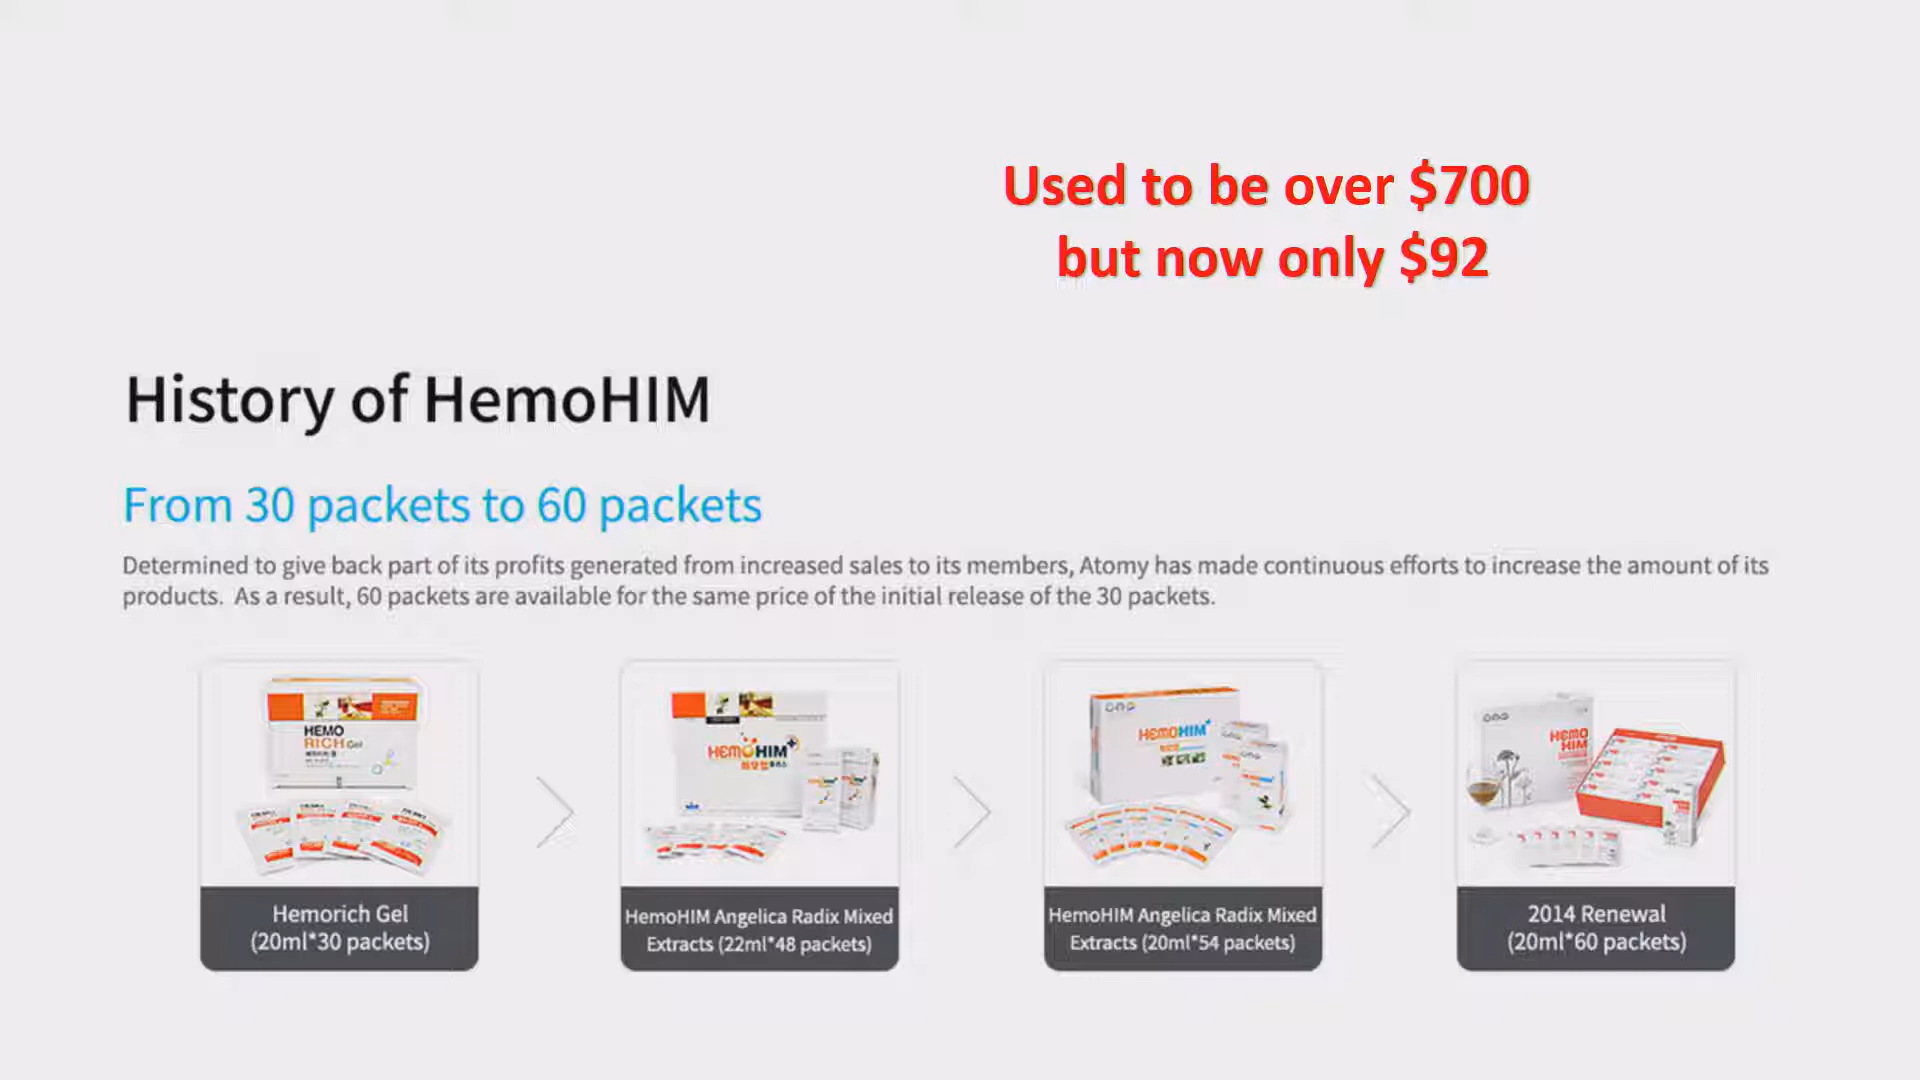 Used to be over $700
but now only $92
History of HemoHIM
From 30 packets to 60 packets
Determined to give back part of its profits generated from increased sales to its members, Atomy has made continuous efforts to increase the amount of its
products. As a result, 60 packets are available for the same price of the initial release of the 30 packets.
HEMO
RICH Gel
HEMOHIM+
HEMOHIM
HEMO
HIM
Hemorich Gel
(20ml*30 packets)
HemoHIM Angelica Radix Mixed
Extracts (22ml*48 packets)
HemoHIM Angelica Radix Mixed
Extracts (20ml*54 packets)
2014 Renewal
(20ml*60 packets)